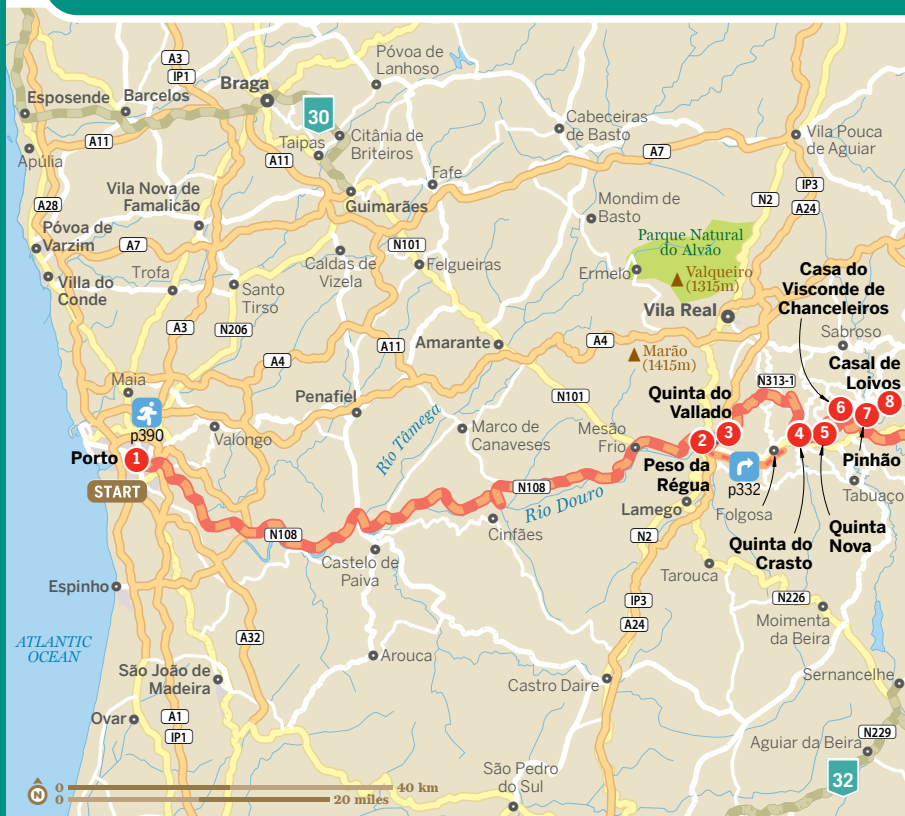 Póvoa de
Lanhoso
A3
IP1
Braga
Esposende
Barcelos
30
Cabeceiras
de Basto
Citânia de
Briteiros
Taipas
Vila Pouca
de Aguiar
A11
A11
A7
Apúlia
Fafe
Vila Nova de
Famalicão
IP3
A24
N2
A28
Guimarães
Mondim de
Basto
Póvoa de
Varzim
A7
N101
Parque Natural
do Alvão
Caldas de
Vizela
Felgueiras
Ermelo
Valqueiro
(1315m)
Casa do
Visconde de
Chanceleiros
Trofa
Villa do
Conde
Santo
Tirso
Vila Real
A3
N206
Sabroso
A11
Amarante
A4
Marão
(1415m)
A4
Casal de
Loivos
Maia
N313-1
Penafiel
N101
Quinta do
Vallado
8
6
7
p390
Valongo
Rio Tâmega
Marco de
Canaveses
Mesão
Frio
2
3
4
5
Porto
1
Pinhão
Peso da
Régua
p332
START
N108
Rio Douro
Tabuaço
Lamego
Folgosa
N108
Cinfães
N2
Quinta do
Crasto
Quinta
Nova
Castelo de
Paiva
Tarouca
Espinho
N226
IP3
A24
Moimenta
da Beira
ATLANTIC
OCEAN
A32
Arouca
São João de
Madeira
Castro Daire
Sernancelhe
Ovar
A1
IP1
N229
Aguiar da Beira
São Pedro
do Sul
32
N
0
40 km
0
20 miles